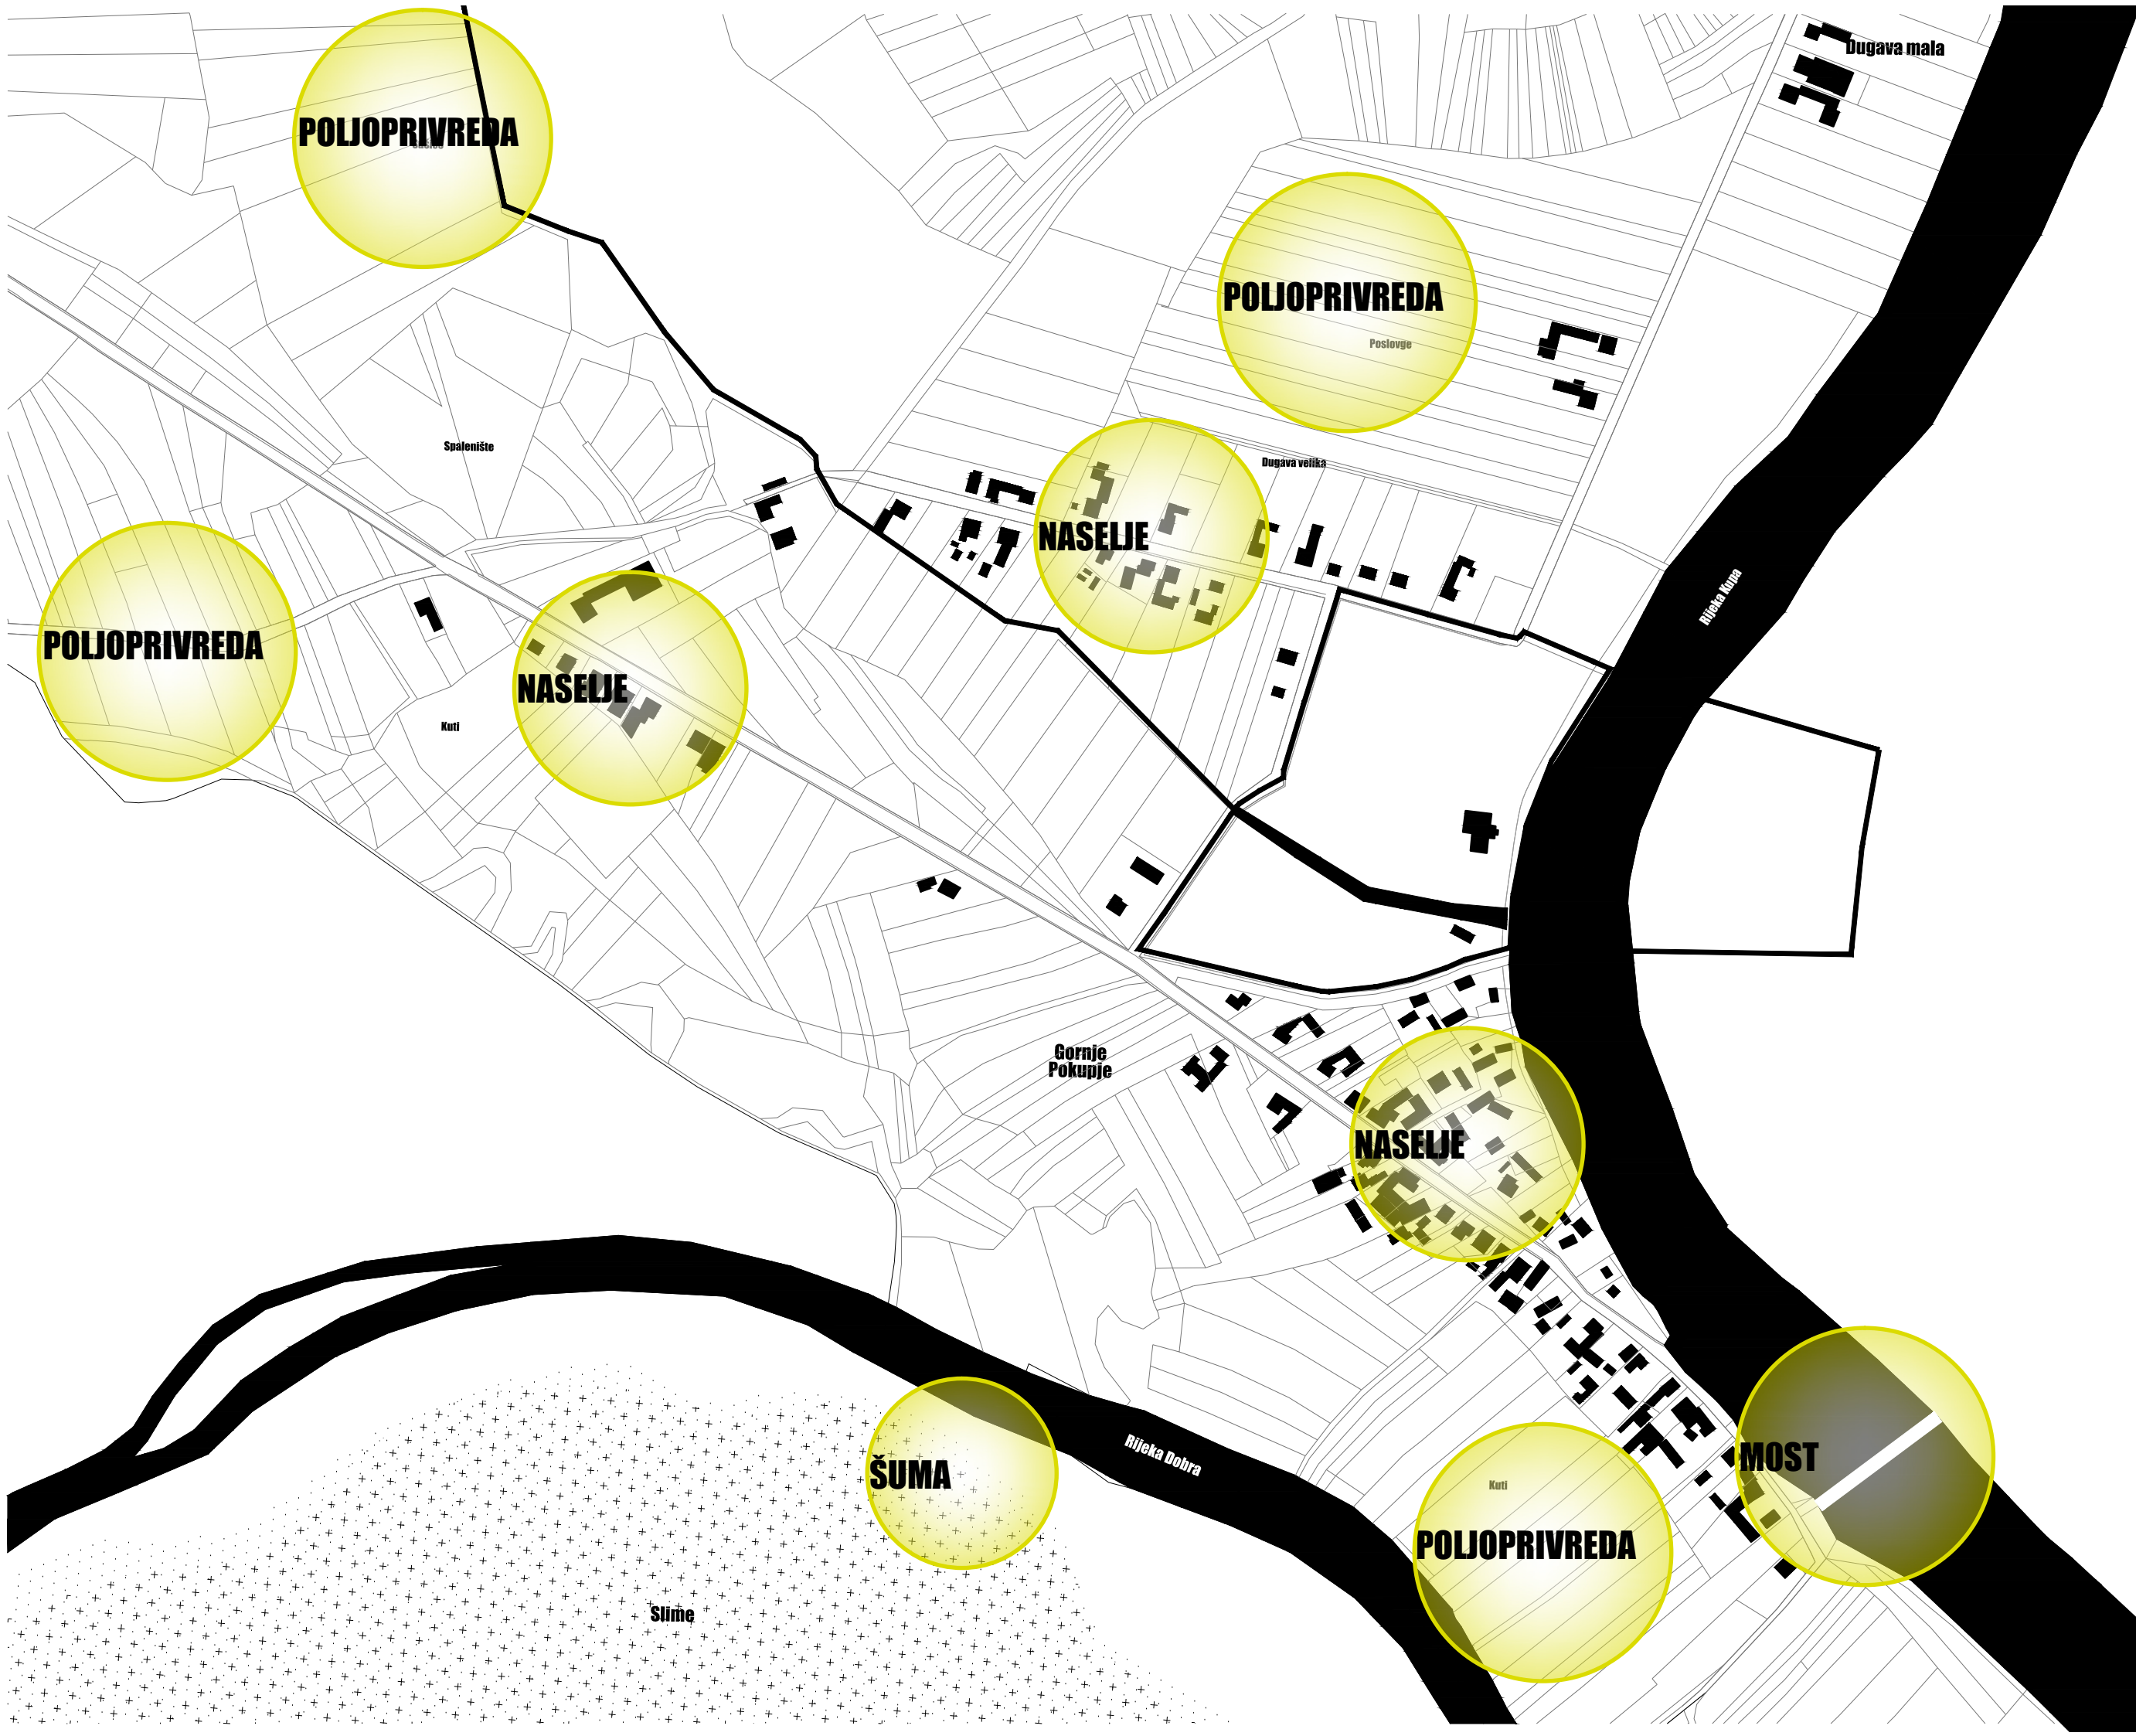 Dugava mala
POLJOPRIVREDA
POLJOPRIVREDA
Poslovge
Spalenište
Dugava velika
NASELJE
Rijeka Kupa
POLJOPRIVREDA
NASELJE
Kuti
Gornje
Pokupje
NASELJE
MOST
Rijeka Dobra
ŠUMA
Kuti
POLJOPRIVREDA
Slime